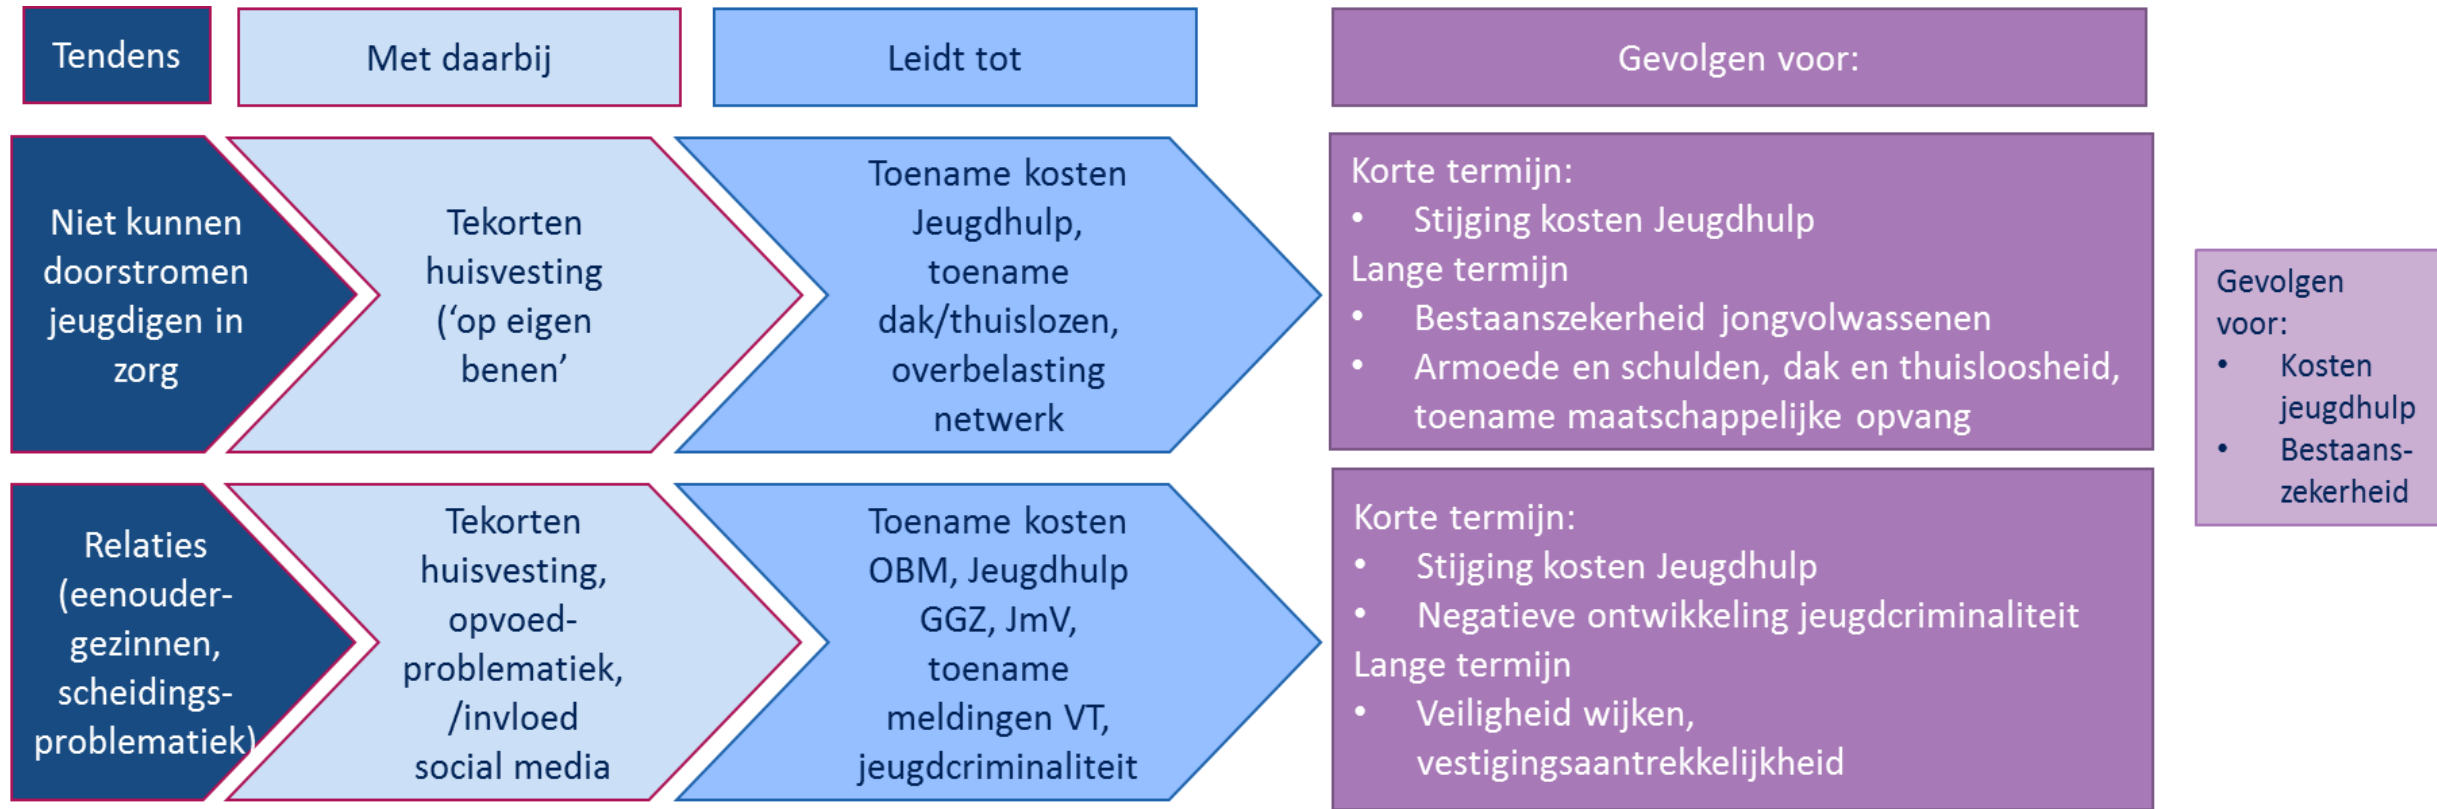 Tendens
Met daarbij
Leidt tot
Gevolgen voor:
Niet kunnen
doorstromen
jeugdigen in
zorg
Tekorten
huisvesting
(‘op eigen
benen’
Toename kosten
Jeugdhulp,
toename
dak/thuislozen,
overbelasting
netwerk
Korte termijn:
• Stijging kosten Jeugdhulp
Lange termijn
• Bestaanszekerheid jongvolwassenen
• Armoede en schulden, dak en thuisloosheid,
toename maatschappelijke opvang
Relaties
(eenouder-
gezinnen,
scheidings-
problematiek)
Tekorten
huisvesting,
opvoed-
problematiek,
/invloed
social media
Toename kosten
OBM, Jeugdhulp
GGZ, JmV,
toename
meldingen VT,
jeugdcriminaliteit
Korte termijn:
• Stijging kosten Jeugdhulp
• Negatieve ontwikkeling jeugdcriminaliteit
Lange termijn
• Veiligheid wijken,
vestigingsaantrekkelijkheid
Gevolgen
voor:
• Kosten
jeugdhulp
• Bestaans-
zekerheid